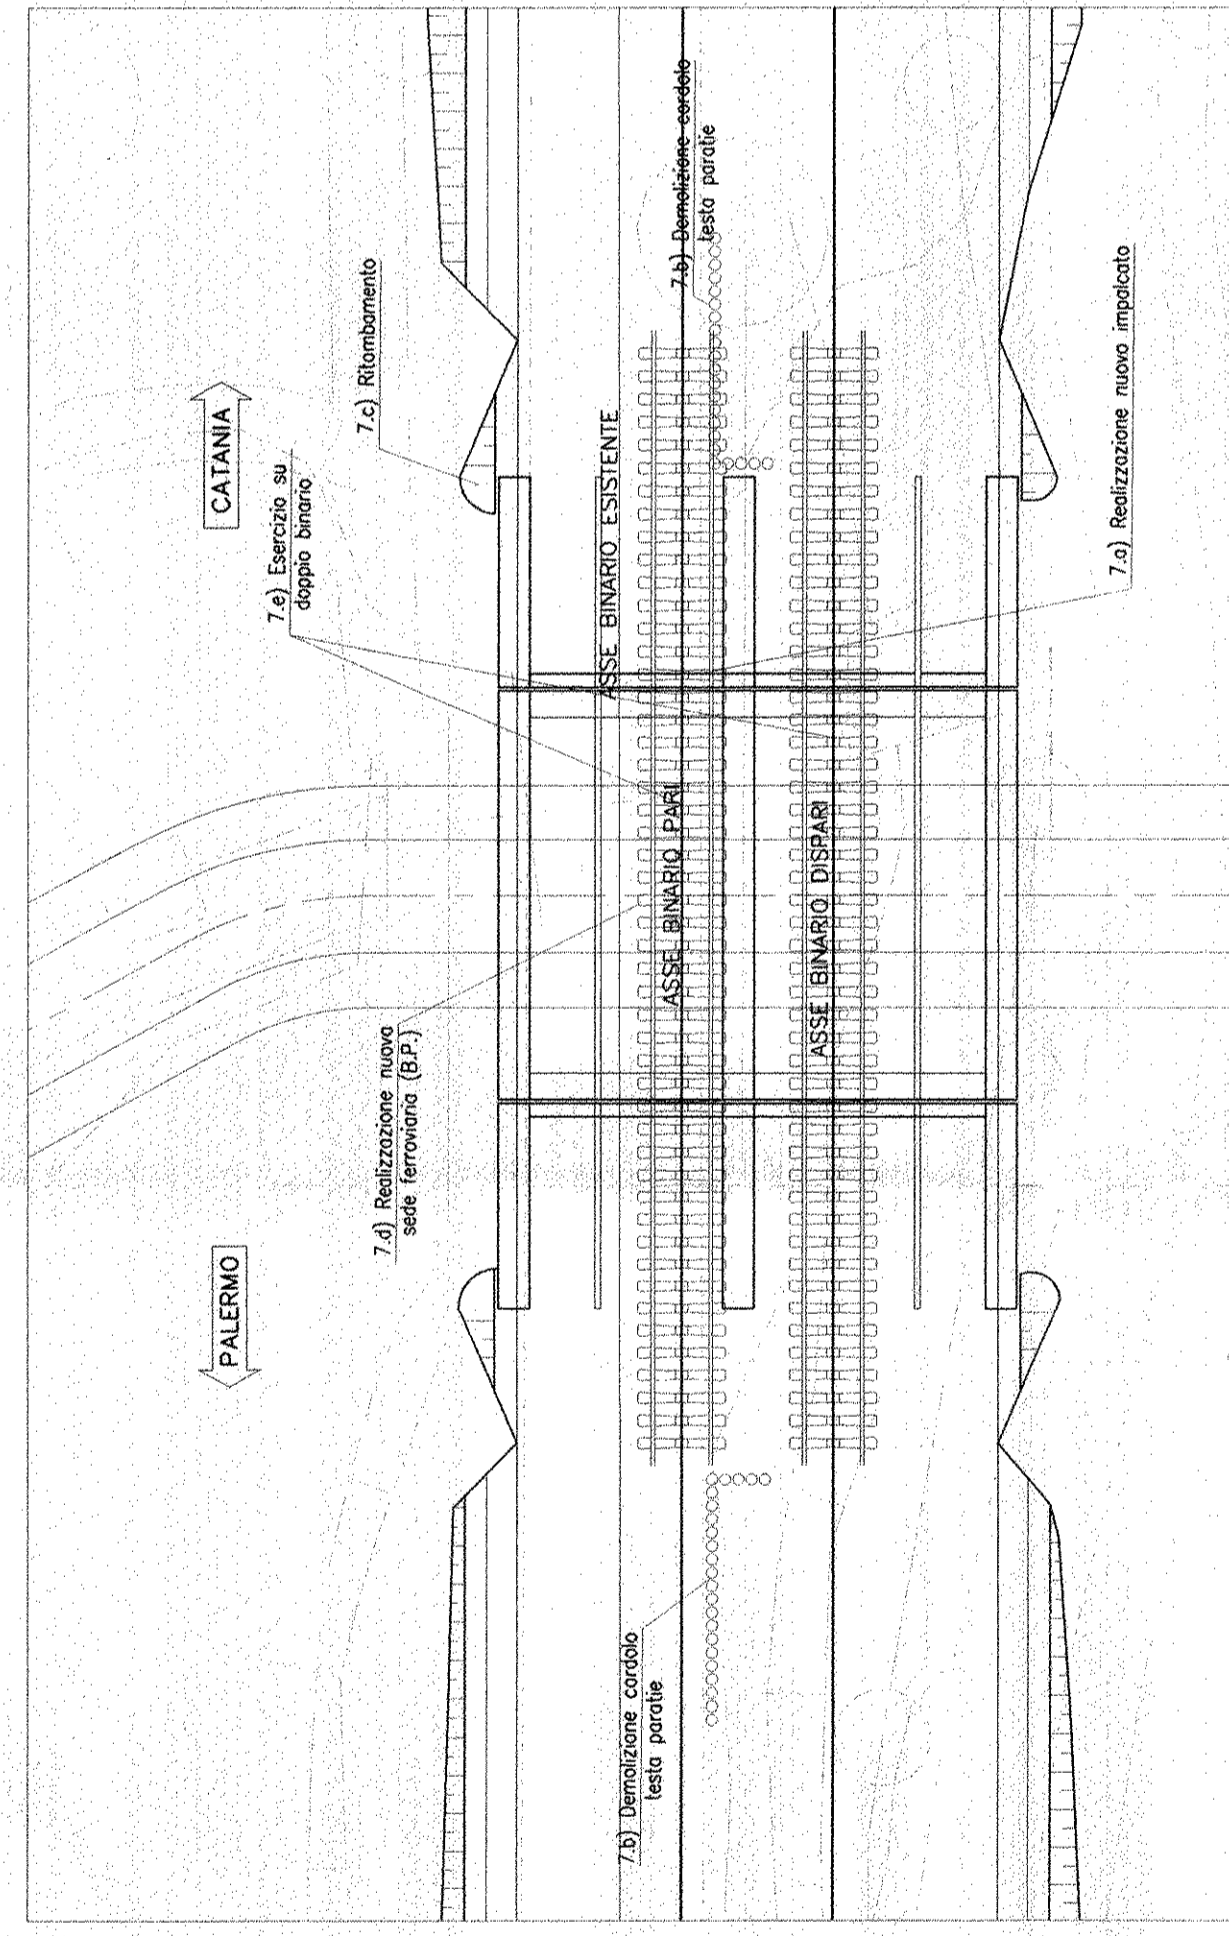 PALERMO
CATANIA
7.e) Esercizio su
doppio binario
7.c) Ritombamento
7.d) Realizzazione nuova
sede ferroviaria (B.P.)
ASSE BINARIO ESISTENTE
7.b) Demolizione cordolo
testa paratie
7.b) Demolizione cordolo
testa paratie
ASSE BINARIO PARI
ASSE BINARIO DISPARI
7.a) Realizzazione nuovo impalcato